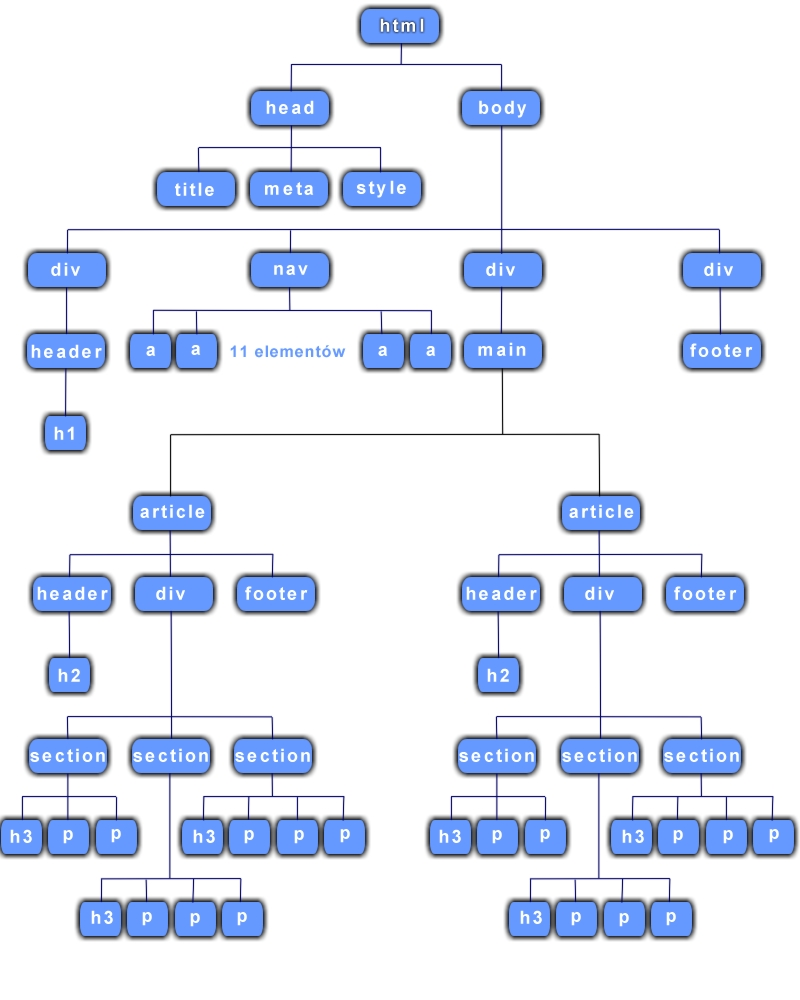 html
head body
title meta style
div nav div div
header a a 11 elementów a a main footer
h1
article article
header div footer header div footer
h2 h2
section section section section section section
h3 p p h3 p p p h3 p p h3 p p p
h3 p p p h3 p p p